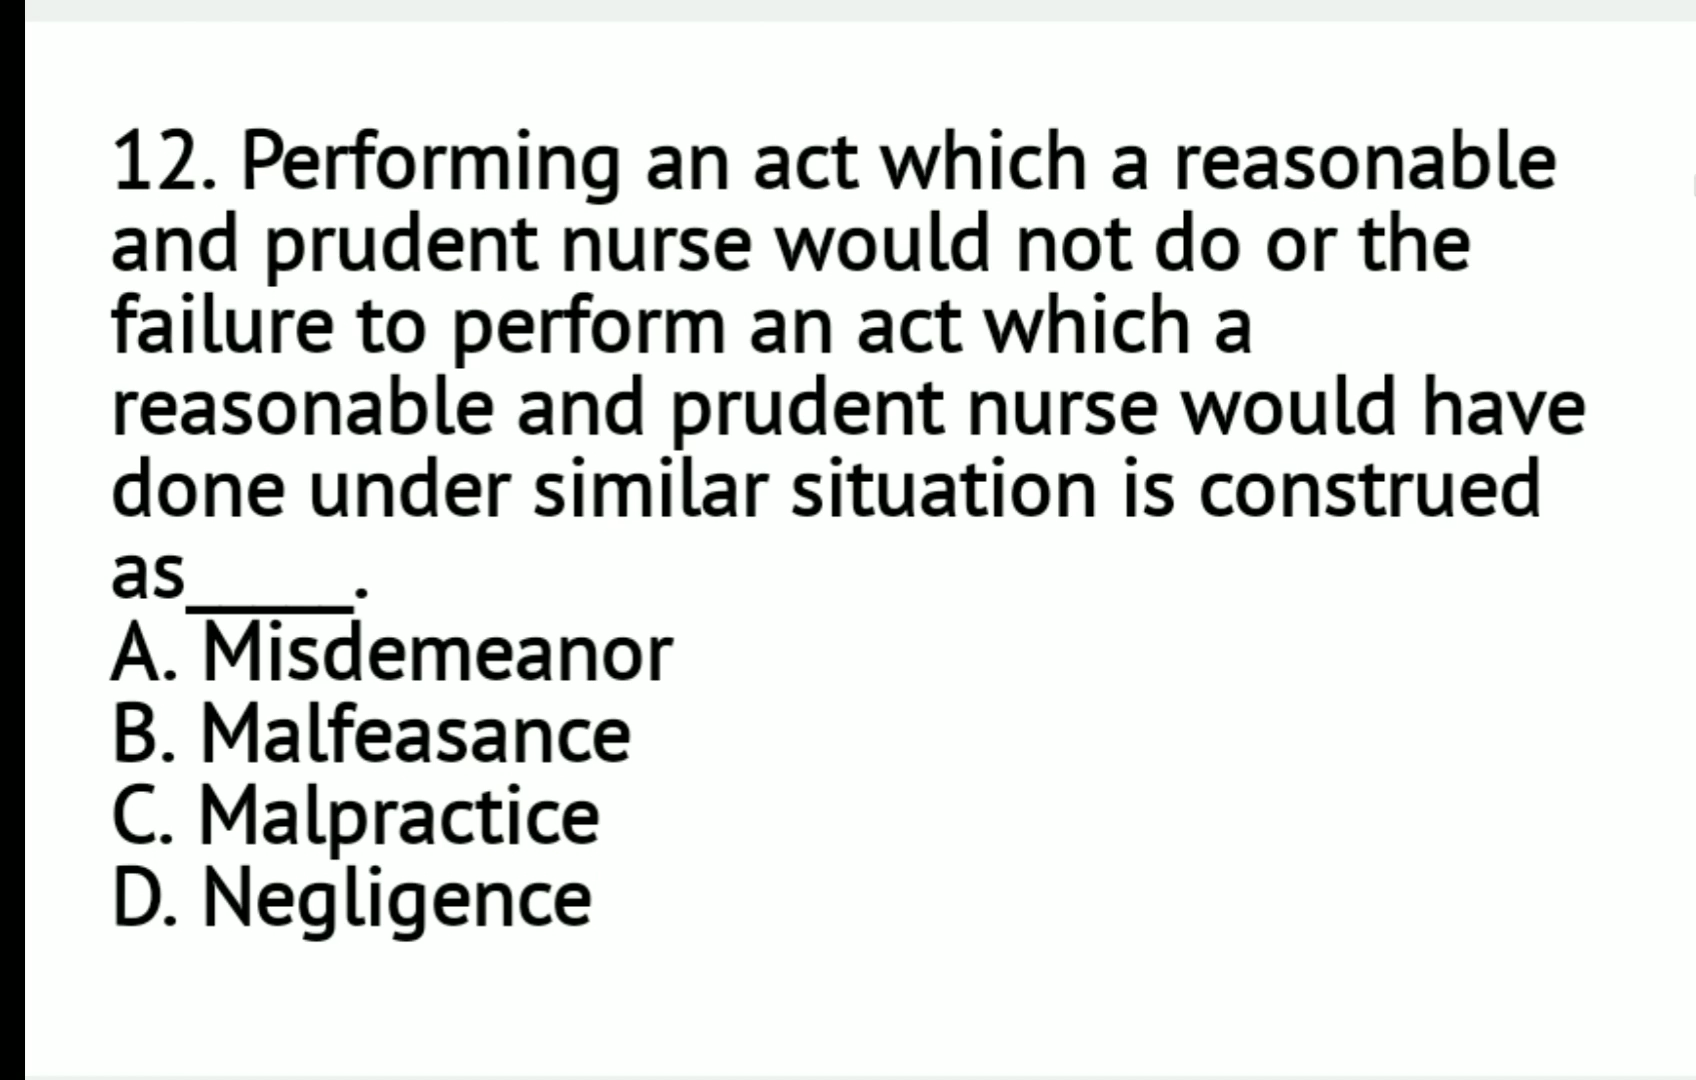 12. Performing an act which a reasonable
and prudent nurse would not do or the
failure to perform an act which a
reasonable and prudent nurse would have
done under similar situation is construed
as_____.
A. Misdemeanor
B. Malfeasance
C. Malpractice
D. Negligence